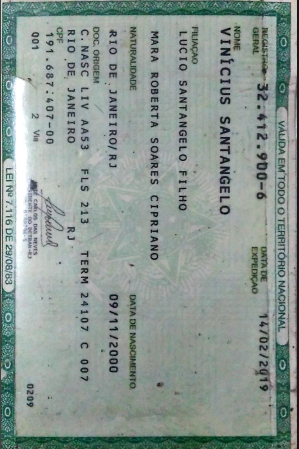 VÁLIDA EM TODO O TERRITÓRIO NACIONAL
REGISTRO GERAL 32.412.900-6 DATA DE EXPEDIÇÃO 14/02/2019
NOME
VINÍCIUS SANTANGELO
FILIAÇÃO
LUCIO SANTANGELO FILHO
MARA ROBERTA SOARES CIPRIANO
NATURALIDADE DATA DE NASCIMENTO
RIO DE JANEIRO/RJ 09/11/2000
DOC. ORIGEM
C.NASC LIV AA53 FLS 213 TERM 24107 C 007
RIO DE JANEIRO RJ
CPF
191.687.407-00
001 2 Via 0209
LEI Nº 7.116 DE 29/08/83